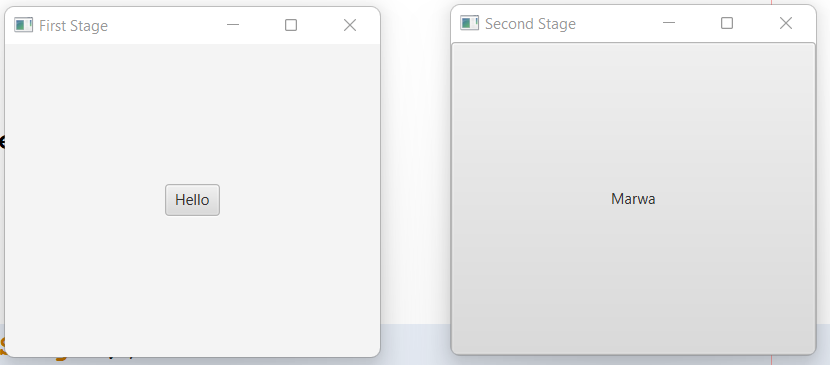 First Stage
Second Stage
Hello
Marwa